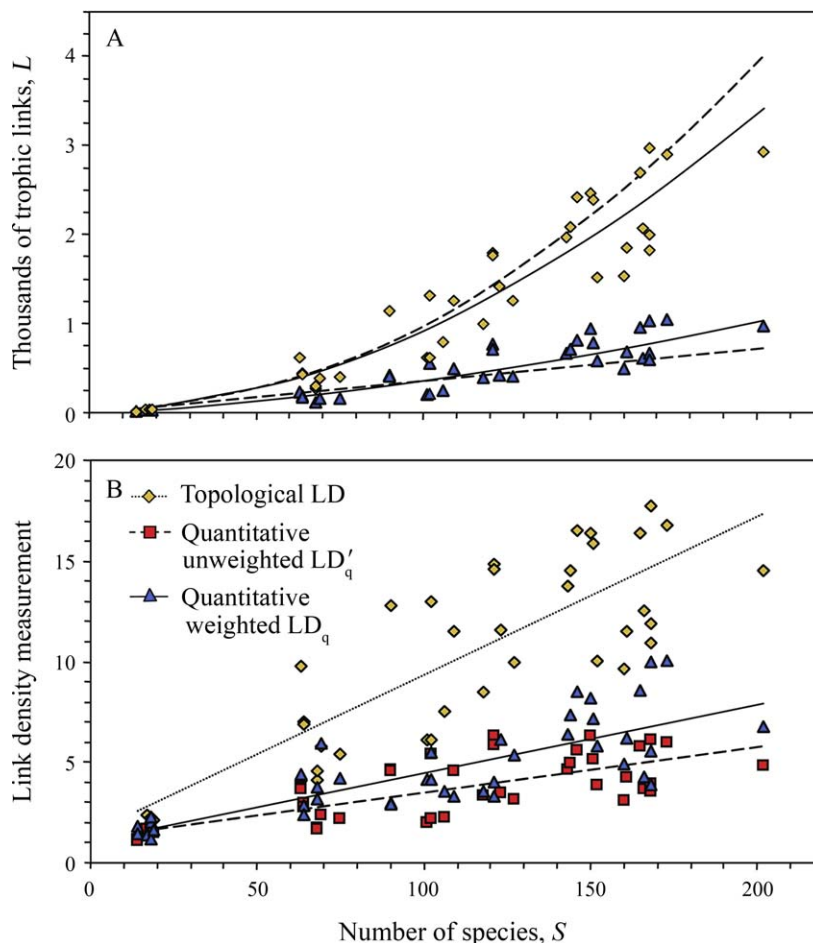 A
4
3
2
1
0
Thousands of trophic links, L
B
20
15
10
5
0
Link density measurement
Topological LD
Quantitative
unweighted LD′q
Quantitative
weighted LDq
0 50 100 150 200
Number of species, S